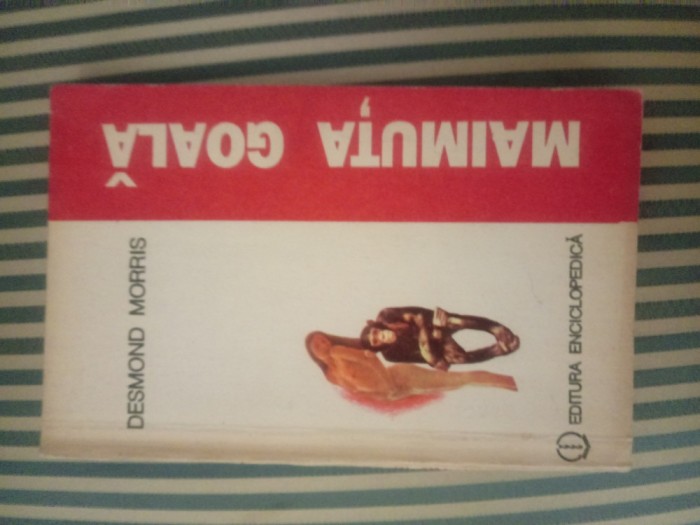 DESMOND MORRIS
MAIMUȚA GOALĂ
EDITURA ENCICLOPEDICĂ